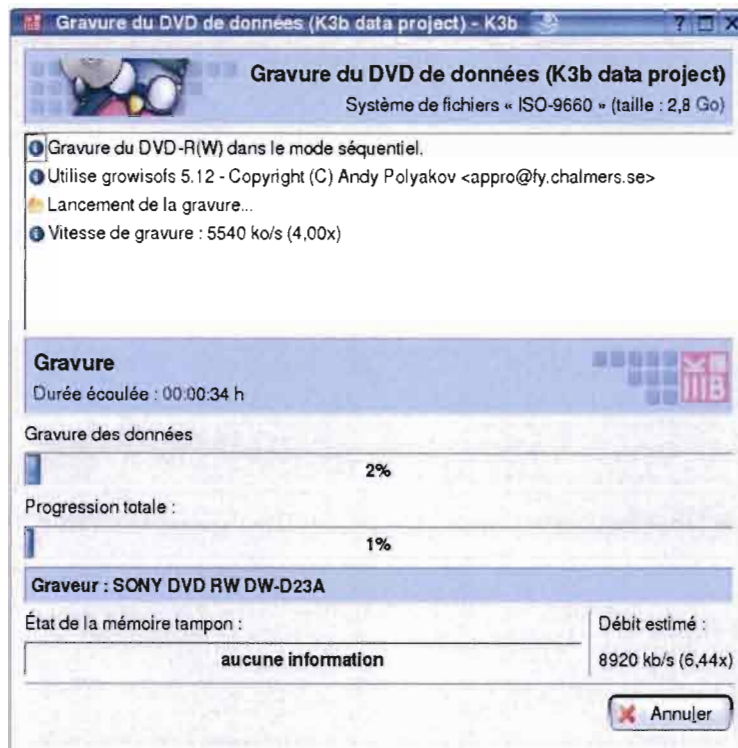 Gravure du DVD de données (K3b data project) - K3b
Gravure du DVD de données (K3b data project)
Système de fichiers « ISO-9660 » (taille : 2,8 Go)
Gravure du DVD-R(W) dans le mode séquentiel.
Utilise growisofs 5.12 - Copyright (C) Andy Polyakov <appro@fy.chalmers.se>
Lancement de la gravure...
Vitesse de gravure : 5540 ko/s (4,00x)
Gravure
Durée écoulée : 00:00:34 h
K3B
Gravure des données
2%
Progression totale :
1%
Graveur : SONY DVD RW DW-D23A
État de la mémoire tampon :
Débit estimé :
aucune information
8920 kb/s (6,44x)
Annuler